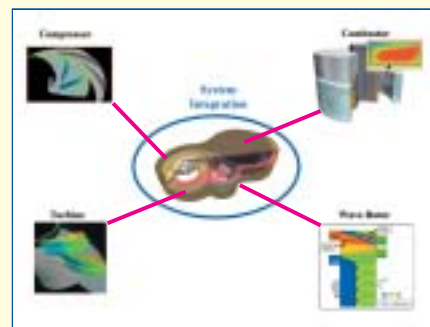 Compressor
Combustor
System
Integration
Turbine
Wave Rotor